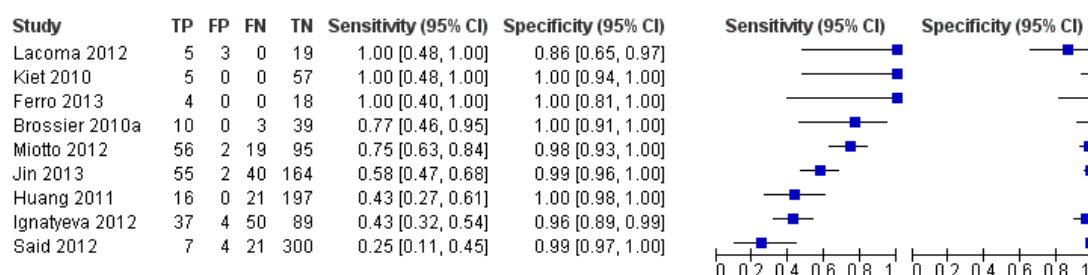 Study TP FP FN TN Sensitivity (95% CI) Specificity (95% CI) Sensitivity (95% CI) Specificity (95% CI)
Lacoma 2012 5 3 0 19 1.00 [0.48, 1.00] 0.86 [0.65, 0.97]
Kiet 2010 5 0 0 57 1.00 [0.48, 1.00] 1.00 [0.94, 1.00]
Ferro 2013 4 0 0 18 1.00 [0.40, 1.00] 1.00 [0.81, 1.00]
Brossier 2010a 10 0 3 39 0.77 [0.46, 0.95] 1.00 [0.91, 1.00]
Miotto 2012 56 2 19 95 0.75 [0.63, 0.84] 0.98 [0.93, 1.00]
Jin 2013 55 2 40 164 0.58 [0.47, 0.68] 0.99 [0.96, 1.00]
Huang 2011 16 0 21 197 0.43 [0.27, 0.61] 1.00 [0.98, 1.00]
Ignatyeva 2012 37 4 50 89 0.43 [0.32, 0.54] 0.96 [0.89, 0.99]
Said 2012 7 4 21 300 0.25 [0.11, 0.45] 0.99 [0.97, 1.00]
0 0.2 0.4 0.6 0.8 1 0 0.2 0.4 0.6 0.8 1